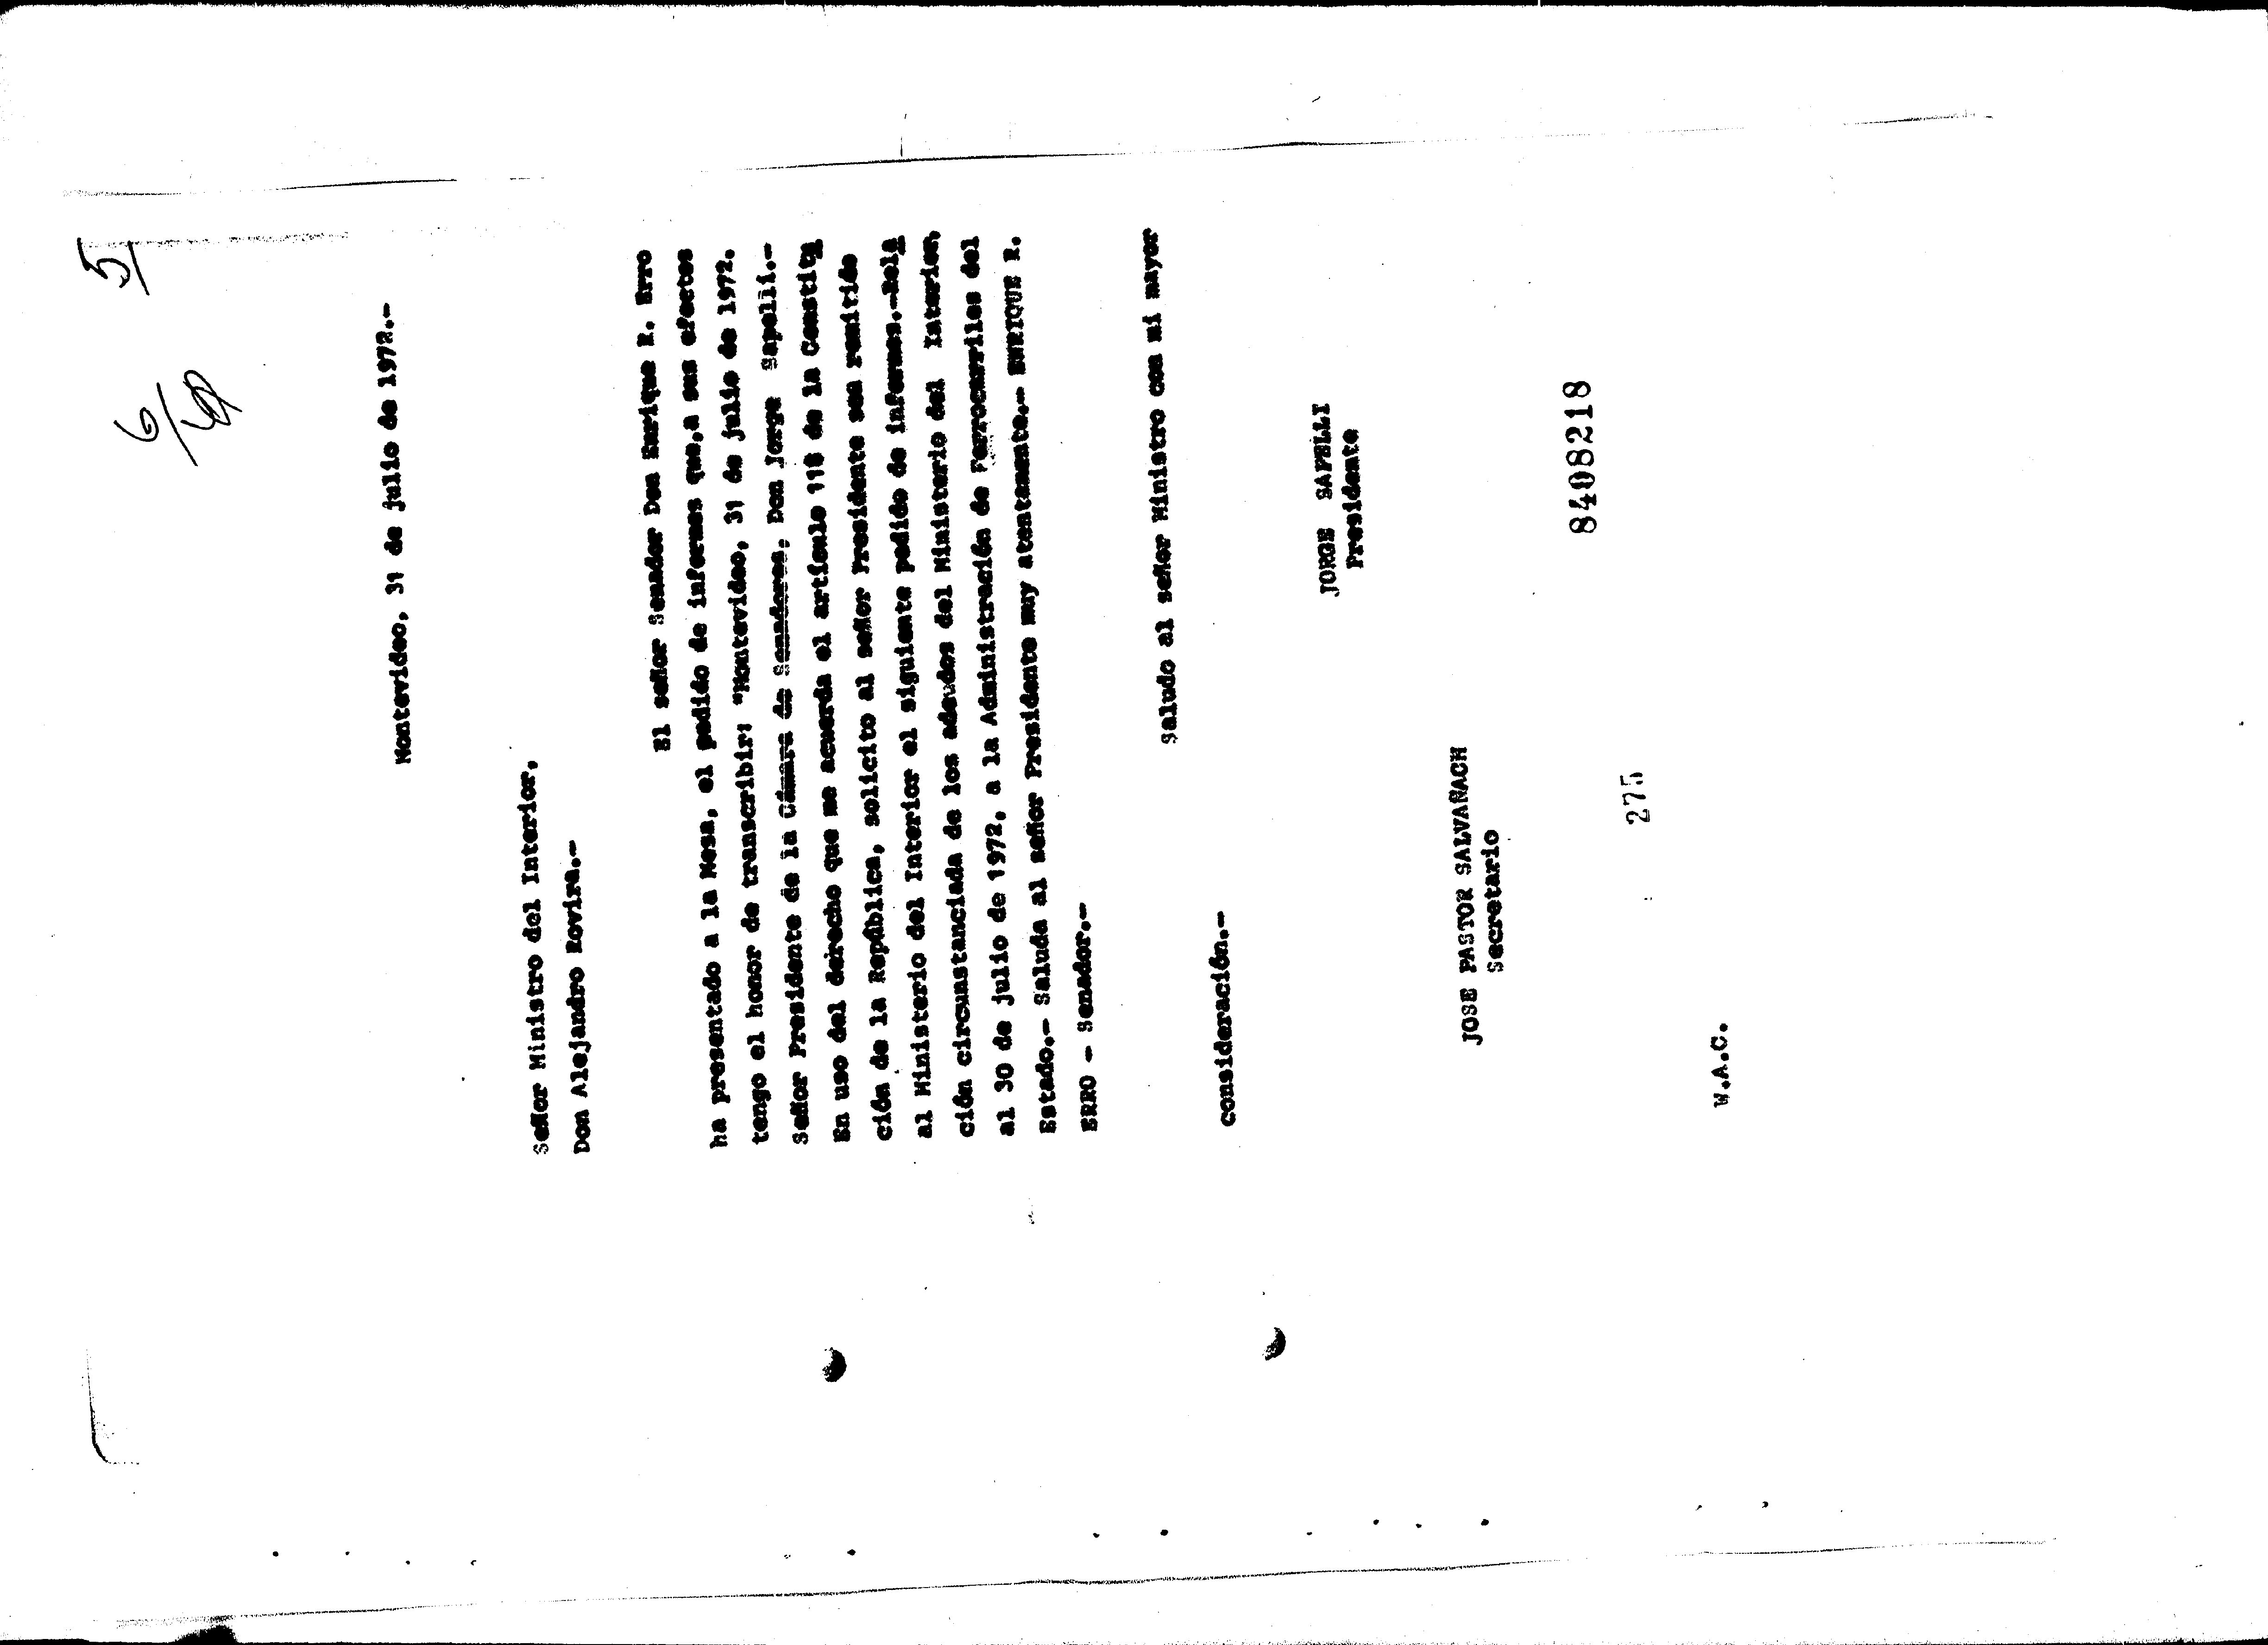 5/
6/
Montevideo, 31 de julio de 1972.-
Señor Ministro del Interior,
Don Alejandro Rovira.-
El señor Senador Don Enrique R. Erro
ha presentado a la Mesa, el pedido de informes que,a sus efectos
tengo el honor de transcribir: "Montevideo, 31 de julio de 1972.
Señor Presidente de la Cámara de Senadores, Don Jorge Sapelli.-
En uso del derecho que me acuerda el artículo 118 de la Constitu
ción de la República, solicito al señor Presidente sea remitido
al Ministerio del Interior el siguiente pedido de informes.-Rela
ción circunstanciada de los adeudos del Ministerio del Interior,
al 30 de julio de 1972, a la Administración de Ferrocarriles del
Estado.- Saluda al señor Presidente muy atentamente.- ENRIQUE R.
ERRO - Senador.-
Saludo al señor Ministro con mi mayor
consideración.-
JORGE SAPELLI
Presidente
JOSE PASTOR SALVAÑACH
Secretario
8408218
275
W.A.C.